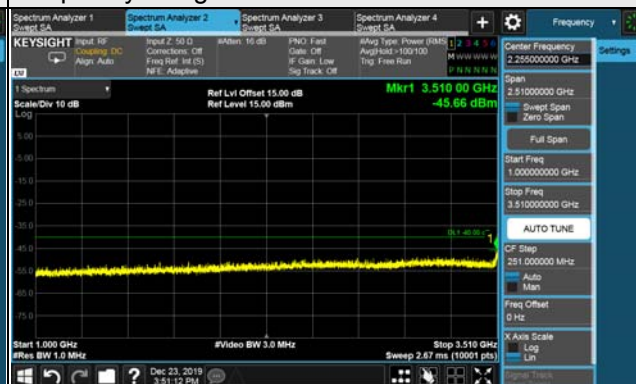 Spectrum Analyzer 1
Swept SA
Spectrum Analyzer 2
Swept SA
Spectrum Analyzer 3
Swept SA
Spectrum Analyzer 4
Swept SA
+
Frequency
KEYSIGHT
Input: RF
Coupling: DC
Align: Auto
Input Z: 50 Ω
Corrections: Off
Freq Ref: Int (S)
NFE: Adaptive
#Atten: 16 dB
PNO: Fast
Gate: Off
IF Gain: Low
Sig Track: Off
#Avg Type: Power (RMS)
Avg|Hold:>100/100
Trig: Free Run
1 2 3 4 5 6
M W W W W W
P N N N N N
LXI
1 Spectrum
Scale/Div 10 dB
Log
Ref Lvl Offset 15.00 dB
Ref Level 15.00 dBm
Mkr1 3.510 00 GHz
-45.66 dBm
5.00
-5.00
-15.0
-25.0
-35.0
-45.0
-55.0
-65.0
-75.0
1
Start 1.000 GHz
#Res BW 1.0 MHz
#Video BW 3.0 MHz
Stop 3.510 GHz
Sweep 2.67 ms (10001 pts)
Center Frequency
2.255000000 GHz
Settings
Span
2.51000000 GHz
Swept Span
Zero Span
Full Span
Start Freq
1.000000000 GHz
Stop Freq
3.510000000 GHz
AUTO TUNE
CF Step
251.000000 MHz
Auto
Man
Freq Offset
0 Hz
X Axis Scale
Log
Lin
Signal Track
Dec 23, 2019
3:51:12 PM